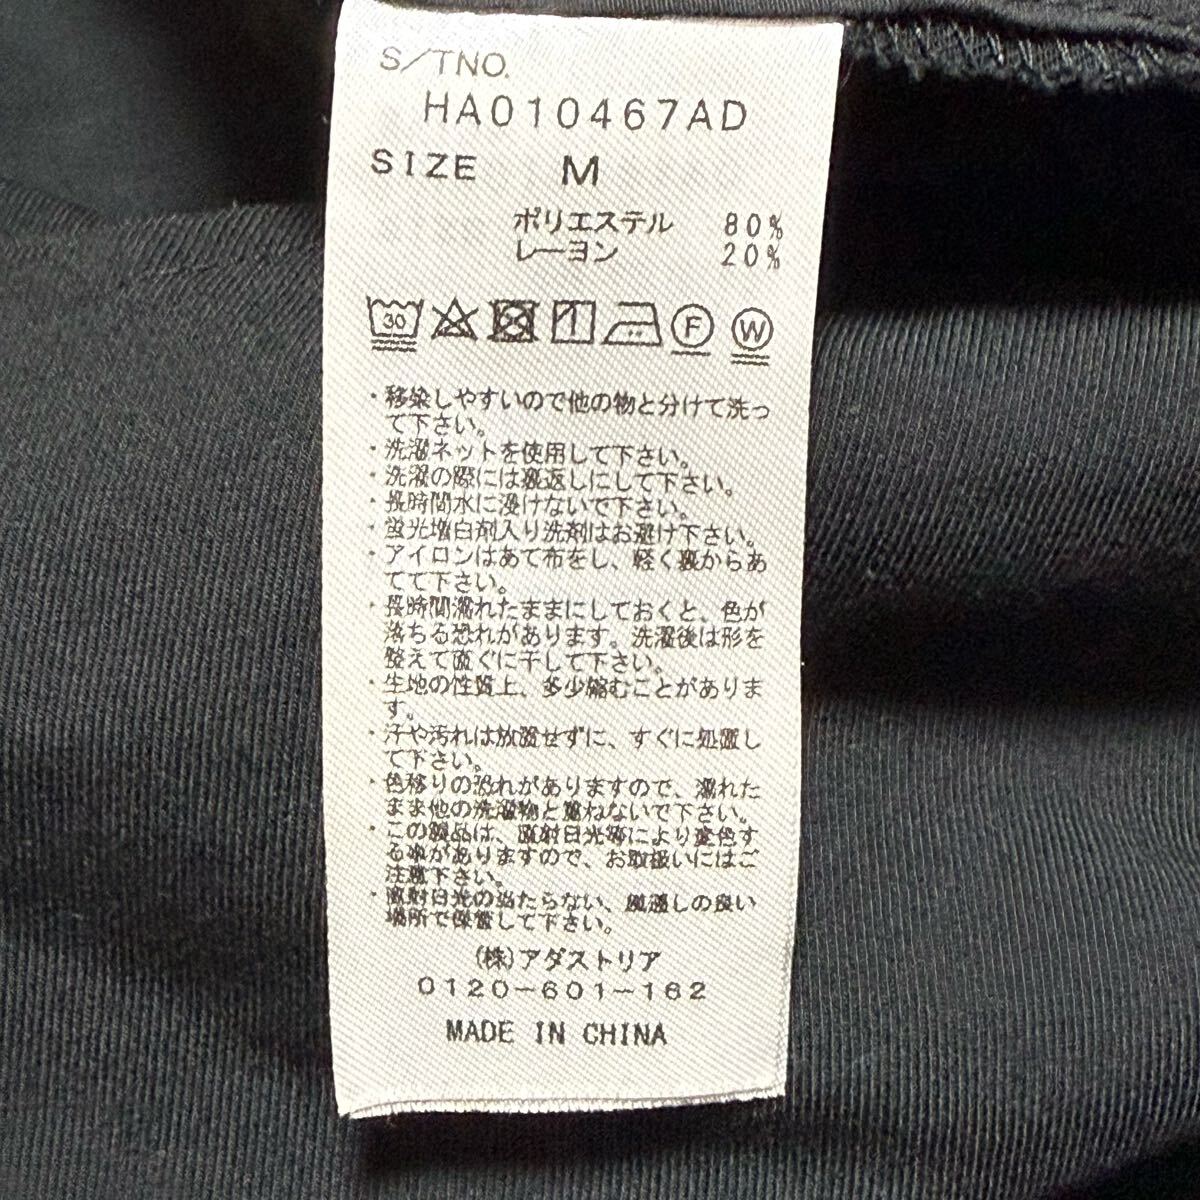 S/TNO.
HA010467AD
SIZE M
ポリエステル 80%
レーヨン 20%
30 F W
・移染しやすいので他の物と分けて洗っ
て下さい。
・洗濯ネットを使用して下さい。
・洗濯の際には裏返しにして下さい。
・長時間水に浸けないで下さい。
・蛍光増白剤入り洗剤はお避け下さい。
・アイロンはあて布をし、軽く裏からあ
てて下さい。
・長時間濡れたままにしておくと、色が
落ちる恐れがあります。洗濯後は形を
整えて直ぐに干して下さい。
・生地の性質上、多少縮むことがありま
す。
・汗や汚れは放置せずに、すぐに処置し
て下さい。
・色移りの恐れがありますので、濡れた
まま他の洗濯物と重ねないで下さい。
・この製品は、直射日光等により変色す
る事がありますので、お取扱いにはご
注意下さい。
・直射日光の当たらない、風通しの良い
場所で保管して下さい。
(株)アダストリア
0120-601-162
MADE IN CHINA